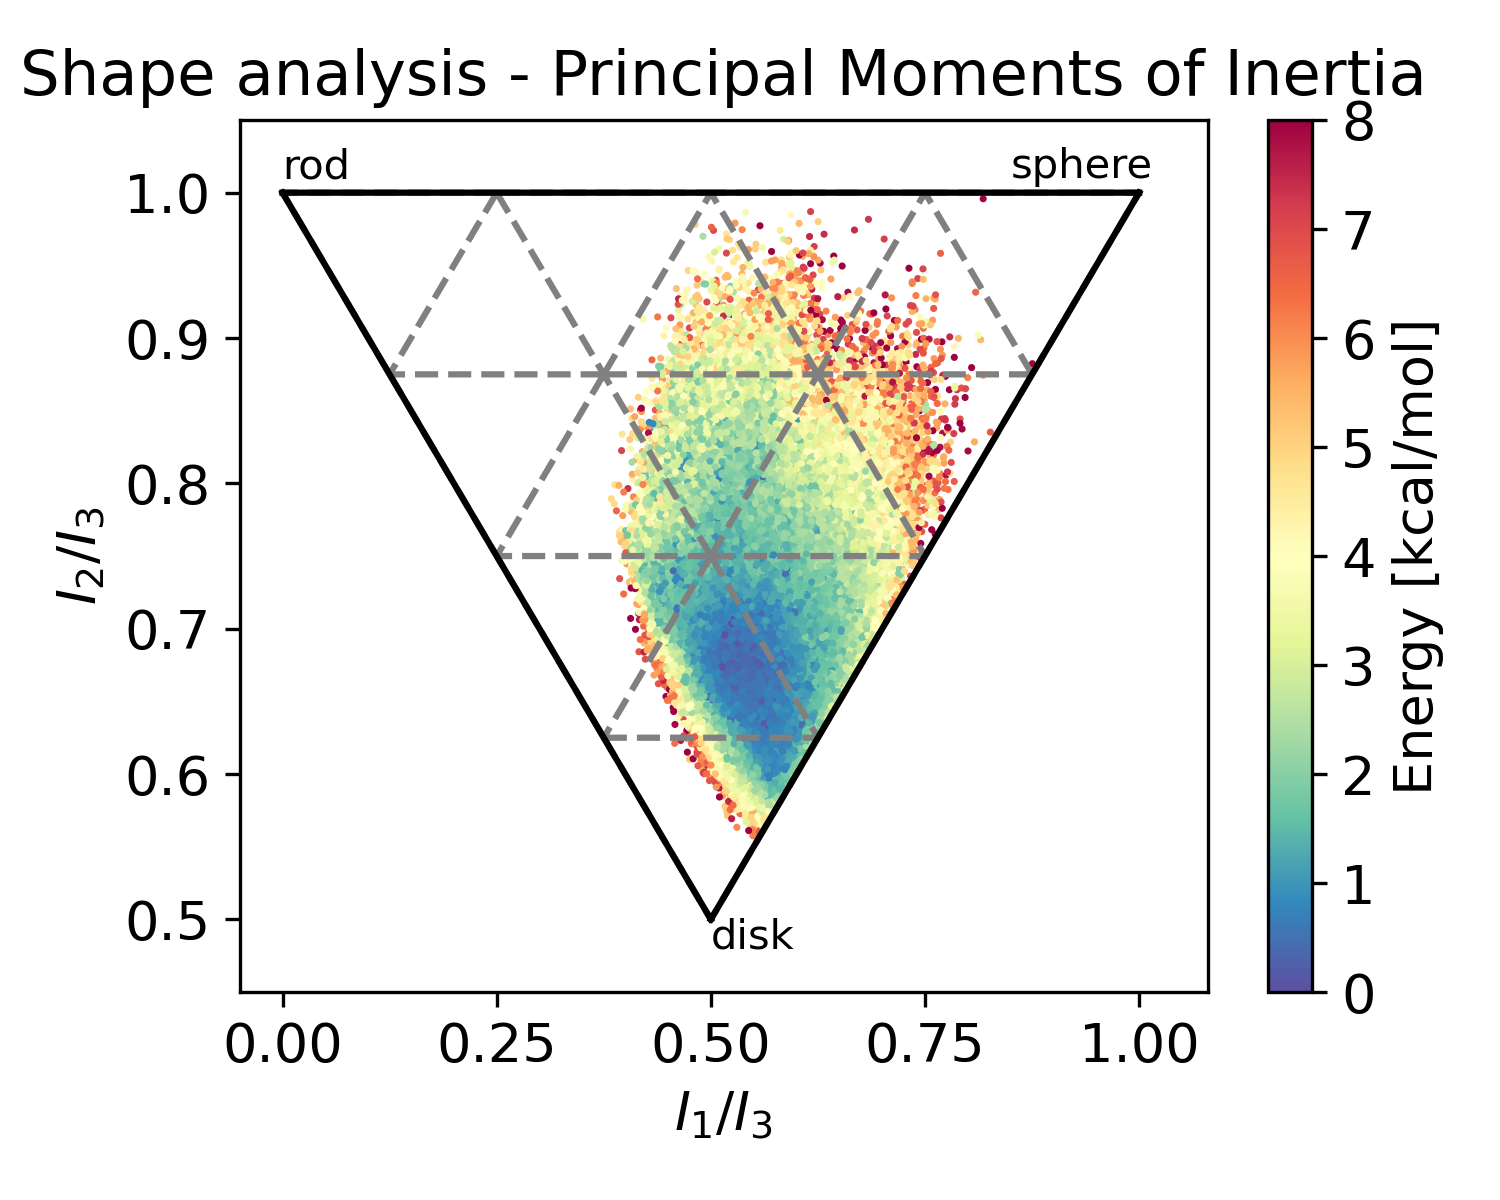 Shape analysis - Principal Moments of Inertia
rod
sphere
disk
1.0
0.9
0.8
0.7
0.6
0.5
I2/I3
0.00 0.25 0.50 0.75 1.00
I1/I3
8
7
6
5
4
3
2
1
0
Energy [kcal/mol]